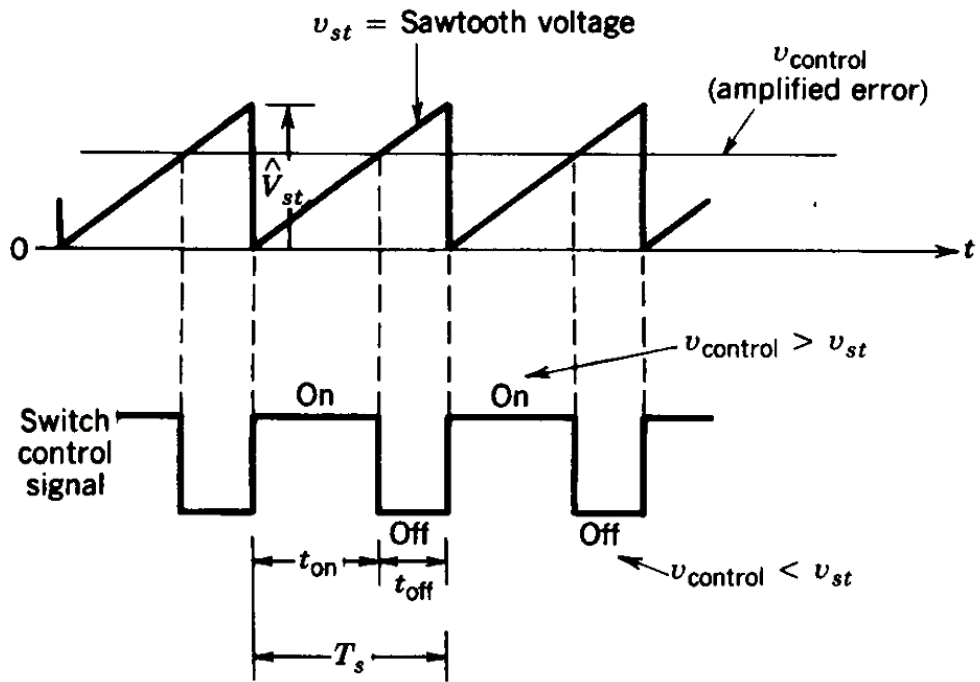 v_st = Sawtooth voltage
v_control
(amplified error)
V̂_st
0
t
v_control > v_st
On
On
Switch
control
signal
Off
Off
t_on
t_off
v_control < v_st
T_s